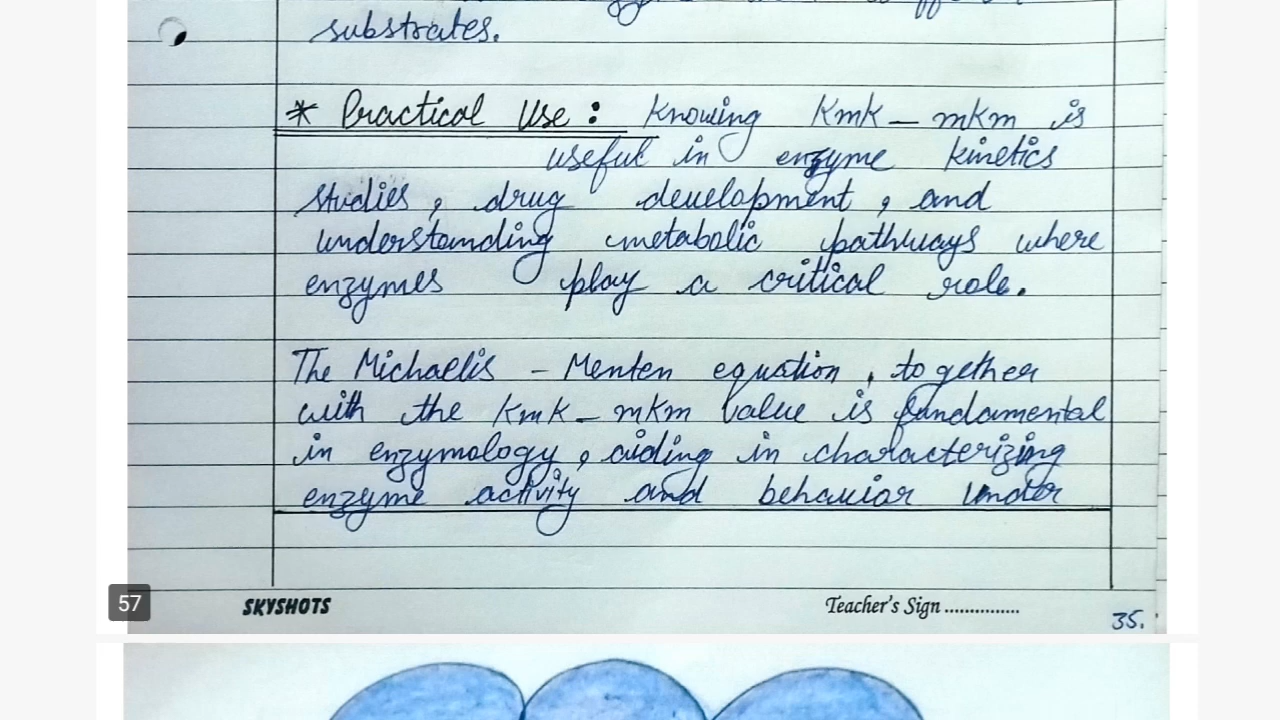 substrates.
* Practical Use : Knowing KmK - mKm is
useful in enzyme kinetics
studies, drug development, and
understanding metabolic pathways where
enzymes play a critical role.
The Michaelis - Menten equation, together
with the KmK - mKm value is fundamental
in enzymology, aiding in characterizing
enzyme activity and behavior under
57
SKYSHOTS
Teacher's Sign ...............
35.